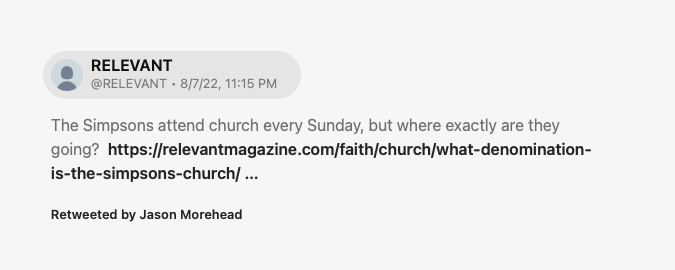 RELEVANT
@RELEVANT • 8/7/22, 11:15 PM
The Simpsons attend church every Sunday, but where exactly are they
going? https://relevantmagazine.com/faith/church/what-denomination-
is-the-simpsons-church/ ...
Retweeted by Jason Morehead